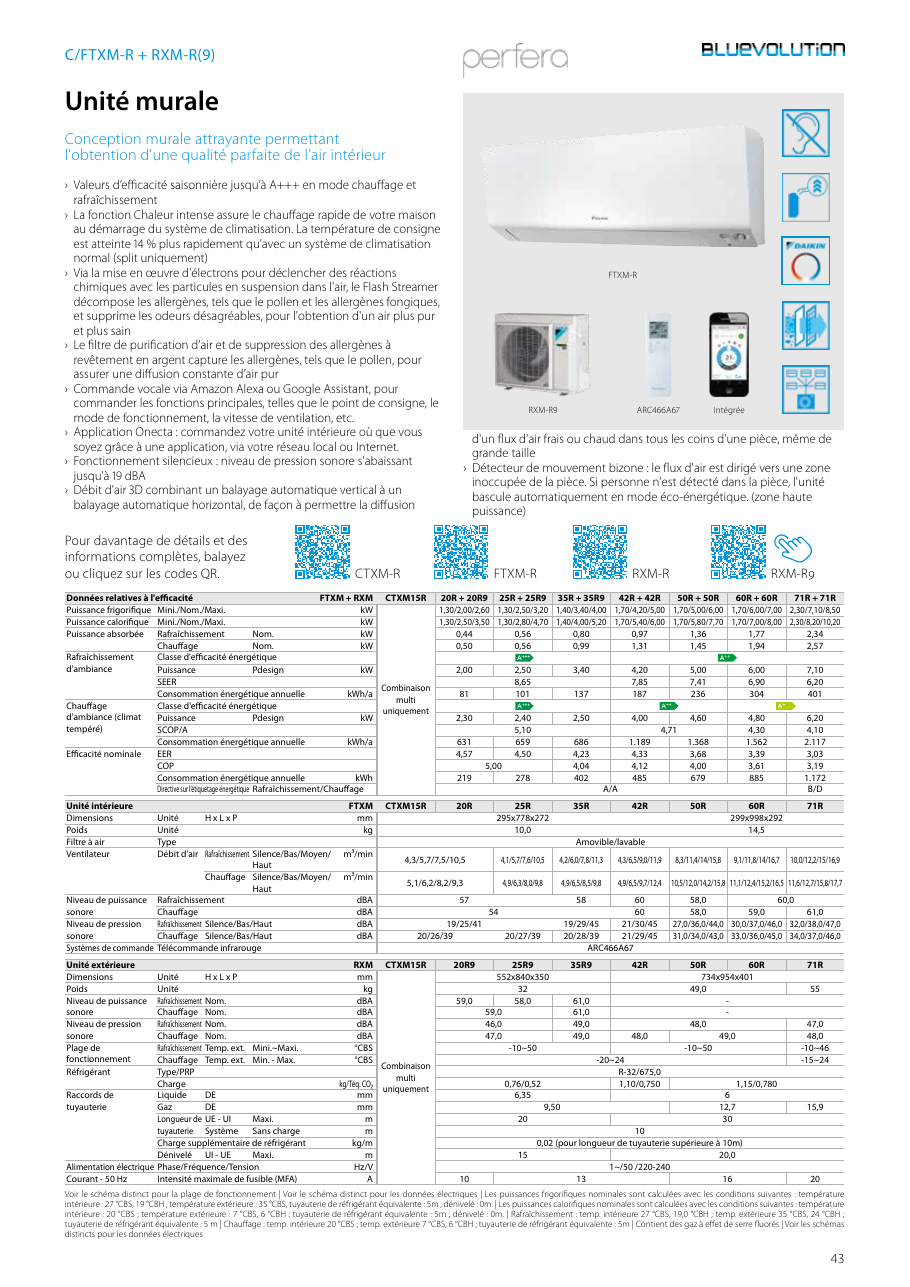 C/FTXM-R + RXM-R(9)
perfera
BLUEVOLUTION
Unité murale
Conception murale attrayante permettant
l'obtention d'une qualité parfaite de l'air intérieur
› Valeurs d'efficacité saisonnière jusqu'à A+++ en mode chauffage et
rafraîchissement
› La fonction Chaleur intense assure le chauffage rapide de votre maison
au démarrage du système de climatisation. La température de consigne
est atteinte 14 % plus rapidement qu'avec un système de climatisation
normal (split uniquement)
› Via la mise en œuvre d'électrons pour déclencher des réactions
chimiques avec les particules en suspension dans l'air, le Flash Streamer
décompose les allergènes, tels que le pollen et les allergènes fongiques,
et supprime les odeurs désagréables, pour l'obtention d'un air plus pur
et plus sain
› Le filtre de purification d'air et de suppression des allergènes à
revêtement en argent capture les allergènes, tels que le pollen, pour
assurer une diffusion constante d'air pur
› Commande vocale via Amazon Alexa ou Google Assistant, pour
commander les fonctions principales, telles que le point de consigne, le
mode de fonctionnement, la vitesse de ventilation, etc.
› Application Onecta : commandez votre unité intérieure où que vous
soyez grâce à une application, via votre réseau local ou Internet.
› Fonctionnement silencieux : niveau de pression sonore s'abaissant
jusqu'à 19 dBA
› Débit d'air 3D combinant un balayage automatique vertical à un
balayage automatique horizontal, de façon à permettre la diffusion
DAIKIN
FTXM-R
RXM-R9 ARC466A67 Intégrée
d'un flux d'air frais ou chaud dans tous les coins d'une pièce, même de
grande taille
› Détecteur de mouvement bizone : le flux d'air est dirigé vers une zone
inoccupée de la pièce. Si personne n'est détecté dans la pièce, l'unité
bascule automatiquement en mode éco-énergétique. (zone haute
puissance)
Pour davantage de détails et des
informations complètes, balayez
ou cliquez sur les codes QR.
CTXM-R FTXM-R RXM-R RXM-R9
Données relatives à l'efficacité FTXM + RXM CTXM15R 20R + 20R9 25R + 25R9 35R + 35R9 42R + 42R 50R + 50R 60R + 60R 71R + 71R
Puissance frigorifique Mini./Nom./Maxi. kW 1,30/2,00/2,60 1,30/2,50/3,20 1,40/3,40/4,00 1,70/4,20/5,00 1,70/5,00/6,00 1,70/6,00/7,00 2,30/7,10/8,50
Puissance calorifique Mini./Nom./Maxi. kW 1,30/2,50/3,50 1,30/2,80/4,70 1,40/4,00/5,20 1,70/5,40/6,00 1,70/5,80/7,70 1,70/7,00/8,00 2,30/8,20/10,20
Puissance absorbée Rafraîchissement Nom. kW 0,44 0,56 0,80 0,97 1,36 1,77 2,34
Chauffage Nom. kW 0,50 0,56 0,99 1,31 1,45 1,94 2,57
Rafraîchissement Classe d'efficacité énergétique A+++ A++
d'ambiance Puissance Pdesign kW 2,00 2,50 3,40 4,20 5,00 6,00 7,10
SEER 8,65 7,85 7,41 6,90 6,20
Consommation énergétique annuelle kWh/a 81 101 137 187 236 304 401
Combinaison
multi
uniquement
Chauffage Classe d'efficacité énergétique A+++ A++ A+
d'ambiance (climat Puissance Pdesign kW 2,30 2,40 2,50 4,00 4,60 4,80 6,20
tempéré) SCOP/A 5,10 4,71 4,30 4,10
Consommation énergétique annuelle kWh/a 631 659 686 1.189 1.368 1.562 2.117
Efficacité nominale EER 4,57 4,50 4,23 4,33 3,68 3,39 3,03
COP 5,00 4,04 4,12 4,00 3,61 3,19
Consommation énergétique annuelle kWh 219 278 402 485 679 885 1.172
Directive sur l'étiquetage énergétique Rafraîchissement/Chauffage A/A B/D
Unité intérieure FTXM CTXM15R 20R 25R 35R 42R 50R 60R 71R
Dimensions Unité H x L x P mm 295x778x272 299x998x292
Poids Unité kg 10,0 14,5
Filtre à air Type Amovible/lavable
Ventilateur Débit d'air Rafraîchissement Silence/Bas/Moyen/ m³/min 4,3/5,7/7,5/10,5 4,1/5,7/7,6/10,5 4,2/6,0/7,8/11,3 4,3/6,5/9,0/11,9 8,3/11,4/14/15,8 9,1/11,8/14/16,7 10,0/12,2/15/16,9
Haut
Chauffage Silence/Bas/Moyen/ m³/min 5,1/6,2/8,2/9,3 4,9/6,3/8,0/9,8 4,9/6,5/8,5/9,8 4,9/6,5/9,7/12,4 10,5/12,0/14,2/15,8 11,1/12,4/15,2/16,5 11,6/12,7/15,8/17,7
Haut
Niveau de puissance Rafraîchissement dBA 57 58 60 58,0 60,0
sonore Chauffage dBA 54 60 58,0 59,0 61,0
Niveau de pression Rafraîchissement Silence/Bas/Haut dBA 19/25/41 19/29/45 21/30/45 27,0/36,0/44,0 30,0/37,0/46,0 32,0/38,0/47,0
sonore Chauffage Silence/Bas/Haut dBA 20/26/39 20/27/39 20/28/39 21/29/45 31,0/34,0/43,0 33,0/36,0/45,0 34,0/37,0/46,0
Systèmes de commande Télécommande infrarouge ARC466A67
Unité extérieure RXM CTXM15R 20R9 25R9 35R9 42R 50R 60R 71R
Dimensions Unité H x L x P mm 552x840x350 734x954x401
Poids Unité kg 32 49,0 55
Niveau de puissance Rafraîchissement Nom. dBA 59,0 58,0 61,0 -
sonore Chauffage Nom. dBA 59,0 61,0 -
Niveau de pression Rafraîchissement Nom. dBA 46,0 49,0 48,0 47,0
sonore Chauffage Nom. dBA 47,0 49,0 48,0 49,0 48,0
Plage de Rafraîchissement Temp. ext. Mini.~Maxi. °CBS -10~50 -10~50 -10~46
fonctionnement Chauffage Temp. ext. Min. - Max. °CBS -20~24 -15~24
Combinaison
multi
uniquement
Réfrigérant Type/PRP R-32/675,0
Charge kg/Téq. CO₂ 0,76/0,52 1,10/0,750 1,15/0,780
Raccords de Liquide DE mm 6,35 6
tuyauterie Gaz DE mm 9,50 12,7 15,9
Longueur de UE - UI Maxi. m 20 30
tuyauterie Système Sans charge m 10
Charge supplémentaire de réfrigérant kg/m 0,02 (pour longueur de tuyauterie supérieure à 10m)
Dénivelé UI - UE Maxi. m 15 20,0
Alimentation électrique Phase/Fréquence/Tension Hz/V 1~/50 /220-240
Courant - 50 Hz Intensité maximale de fusible (MFA) A 10 13 16 20
Voir le schéma distinct pour la plage de fonctionnement | Voir le schéma distinct pour les données électriques | Les puissances frigorifiques nominales sont calculées avec les conditions suivantes : température
intérieure : 27 °CBS, 19 °CBH ; température extérieure : 35 °CBS, tuyauterie de réfrigérant équivalente : 5m ; dénivelé : 0m. | Les puissances calorifiques nominales sont calculées avec les conditions suivantes : température
intérieure : 20 °CBS ; température extérieure : 7 °CBS, 6 °CBH ; tuyauterie de réfrigérant équivalente : 5m ; dénivelé : 0m. | Rafraîchissement : temp. intérieure 27 °CBS, 19,0 °CBH ; temp. extérieure 35 °CBS, 24 °CBH ;
tuyauterie de réfrigérant équivalente : 5 m | Chauffage : temp. intérieure 20 °CBS ; temp. extérieure 7 °CBS, 6 °CBH ; tuyauterie de réfrigérant équivalente : 5m | Contient des gaz à effet de serre fluorés | Voir les schémas
distincts pour les données électriques
43